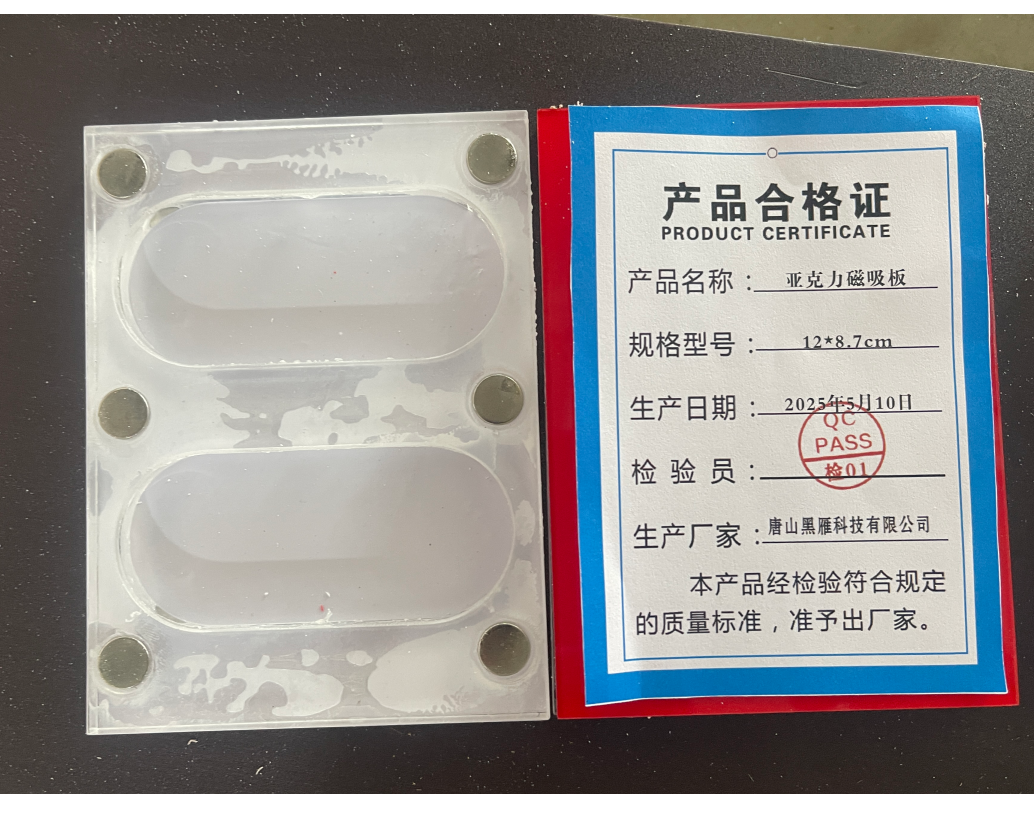 产品合格证
PRODUCT CERTIFICATE
产品名称：亚克力磁吸板
规格型号：12*8.7cm
生产日期：2025年5月10日
QC
PASS
检验员：检01
生产厂家：唐山黑雁科技有限公司
本产品经检验符合规定
的质量标准，准予出厂家。